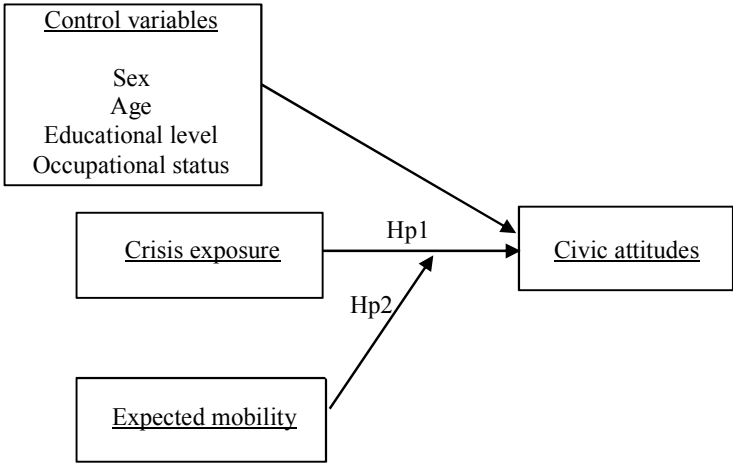 Control variables
Sex
Age
Educational level
Occupational status
Hp1
Crisis exposure
Civic attitudes
Hp2
Expected mobility